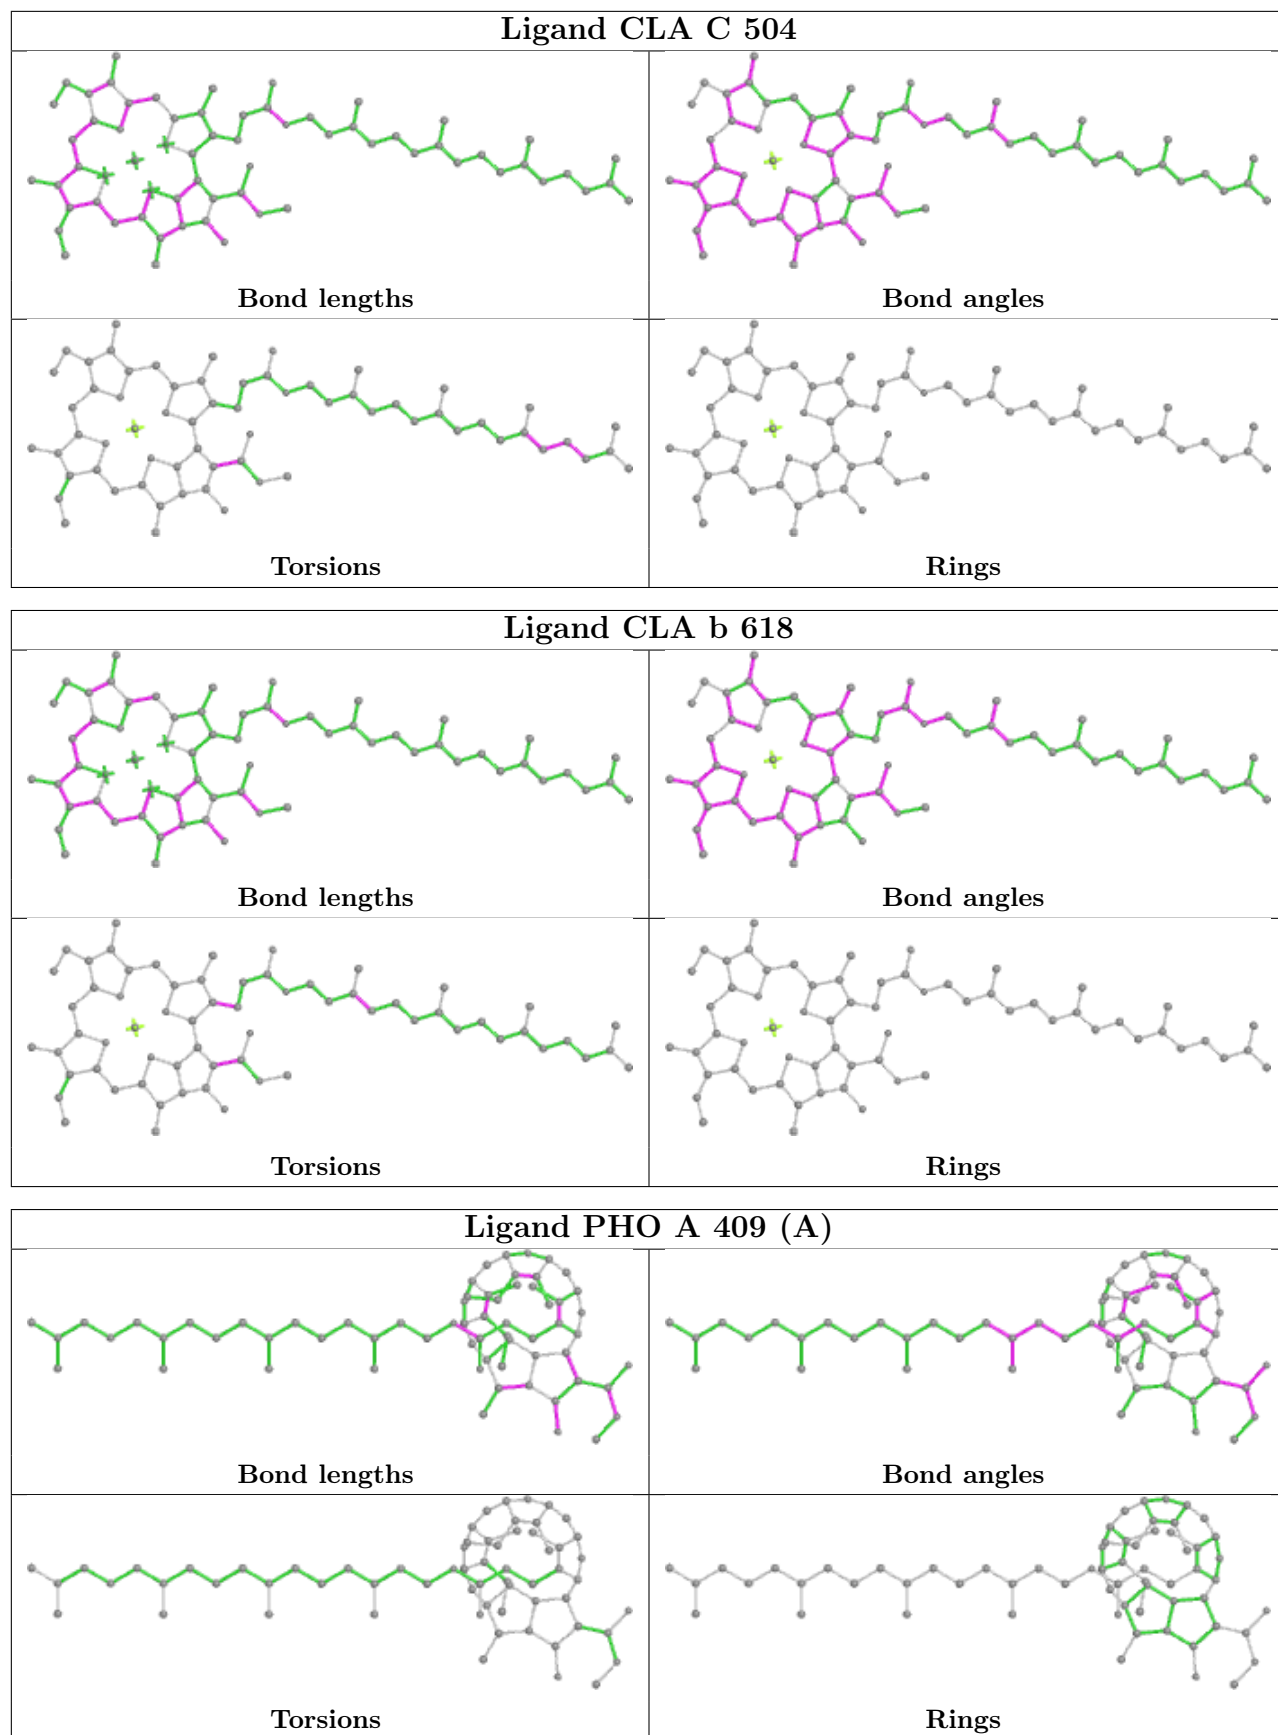 Ligand CLA C 504
Bond lengths
Bond angles
Torsions
Rings
Ligand CLA b 618
Bond lengths
Bond angles
Torsions
Rings
Ligand PHO A 409 (A)
Bond lengths
Bond angles
Torsions
Rings